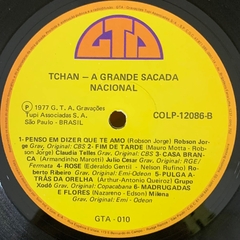 GTA
TCHAN – A GRANDE SACADA
NACIONAL
℗ 1977 G. T. A. Gravações
Tupi Associadas S. A.
São Paulo - BRASIL
COLP-12086-B
1-PENSO EM DIZER QUE TE AMO (Robson Jorge) Robson Jor-
ge Grav. Original: CBS 2- FIM DE TARDE (Mauro Motta - Rob-
son Jorge) Claudia Telles Grav. Original: CBS 3- CASA BRAN-
CA (Armandinho Marotti) Julio Cesar Grav. Original: RGE/
Fermata 4- ROSE (Ederaldo Gentil - Nelson Rufino) Ro-
berto Ribeiro Grav. Original: Emi-Odeon 5-PULGA A-
TRÁS DA ORELHA (Arthur-Antonio Queiroz) Grupo
Xodó Grav. Original: Copacabana 6- MADRUGADAS
E FLORES (Nazareno - Edson) Milena
Grav. Original: Emi - Odeon
GTA - 010